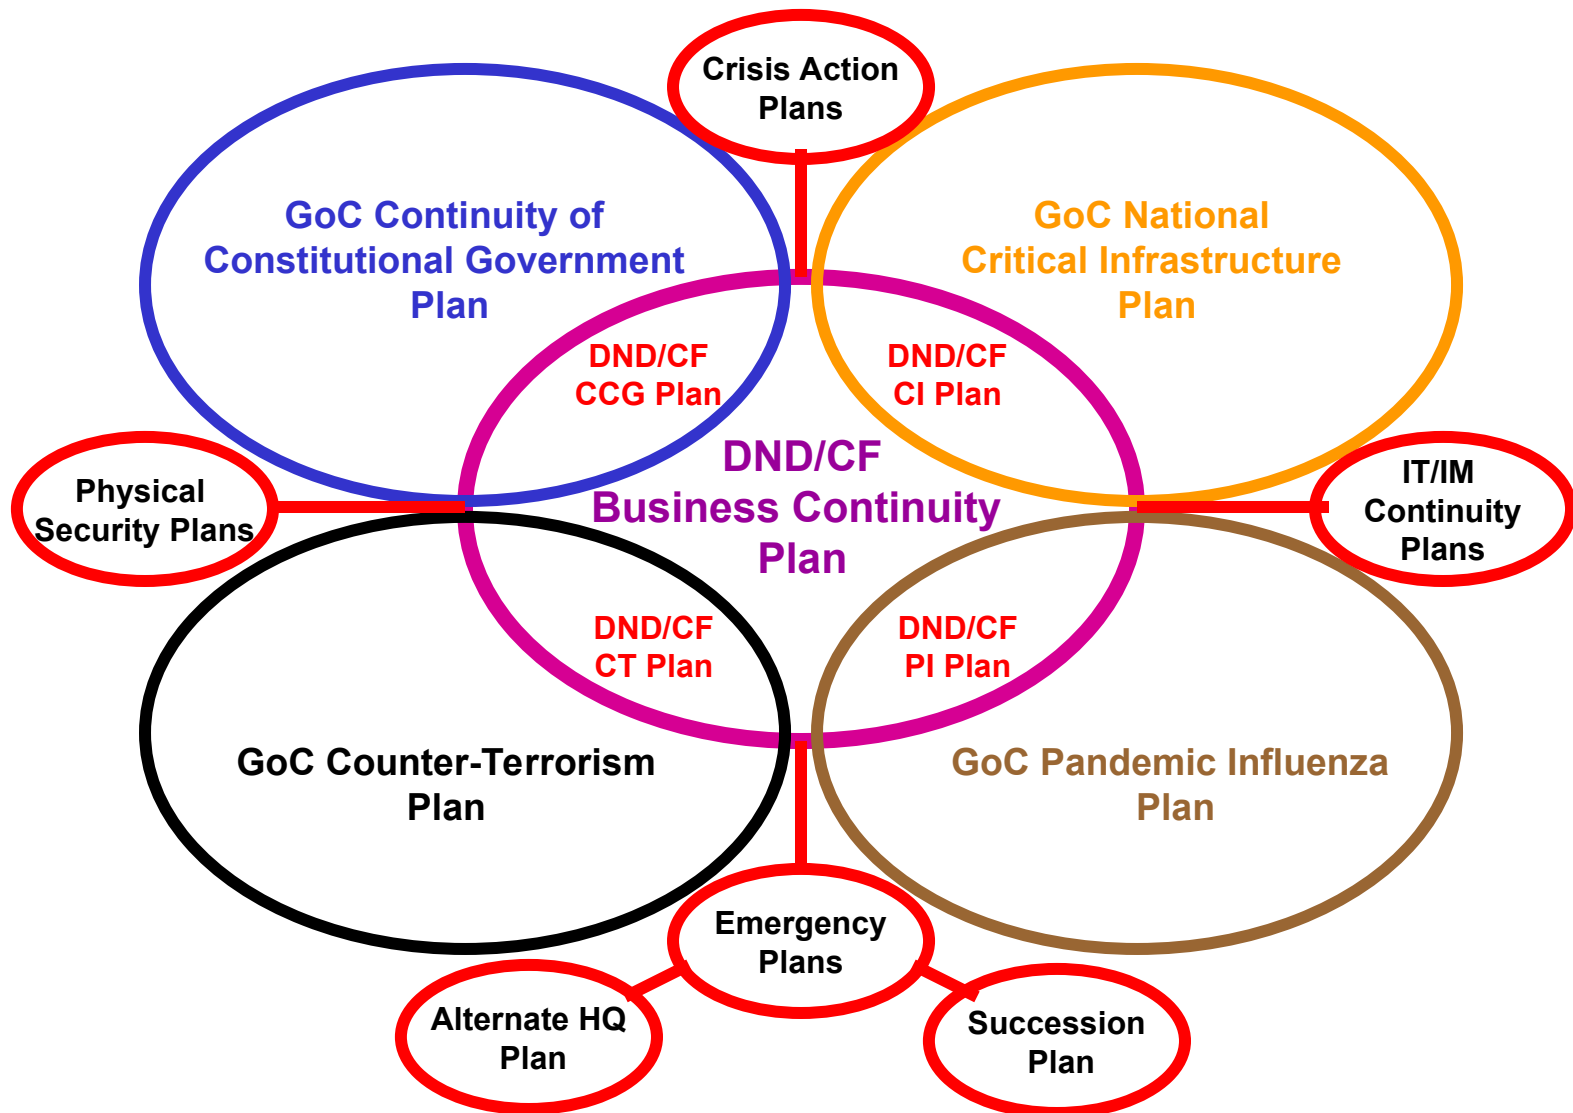 Crisis Action
Plans
GoC Continuity of
Constitutional Government
Plan
GoC National
Critical Infrastructure
Plan
DND/CF
CCG Plan
DND/CF
CI Plan
DND/CF
Business Continuity
Plan
Physical
Security Plans
IT/IM
Continuity
Plans
DND/CF
CT Plan
DND/CF
PI Plan
GoC Counter-Terrorism
Plan
GoC Pandemic Influenza
Plan
Emergency
Plans
Alternate HQ
Plan
Succession
Plan